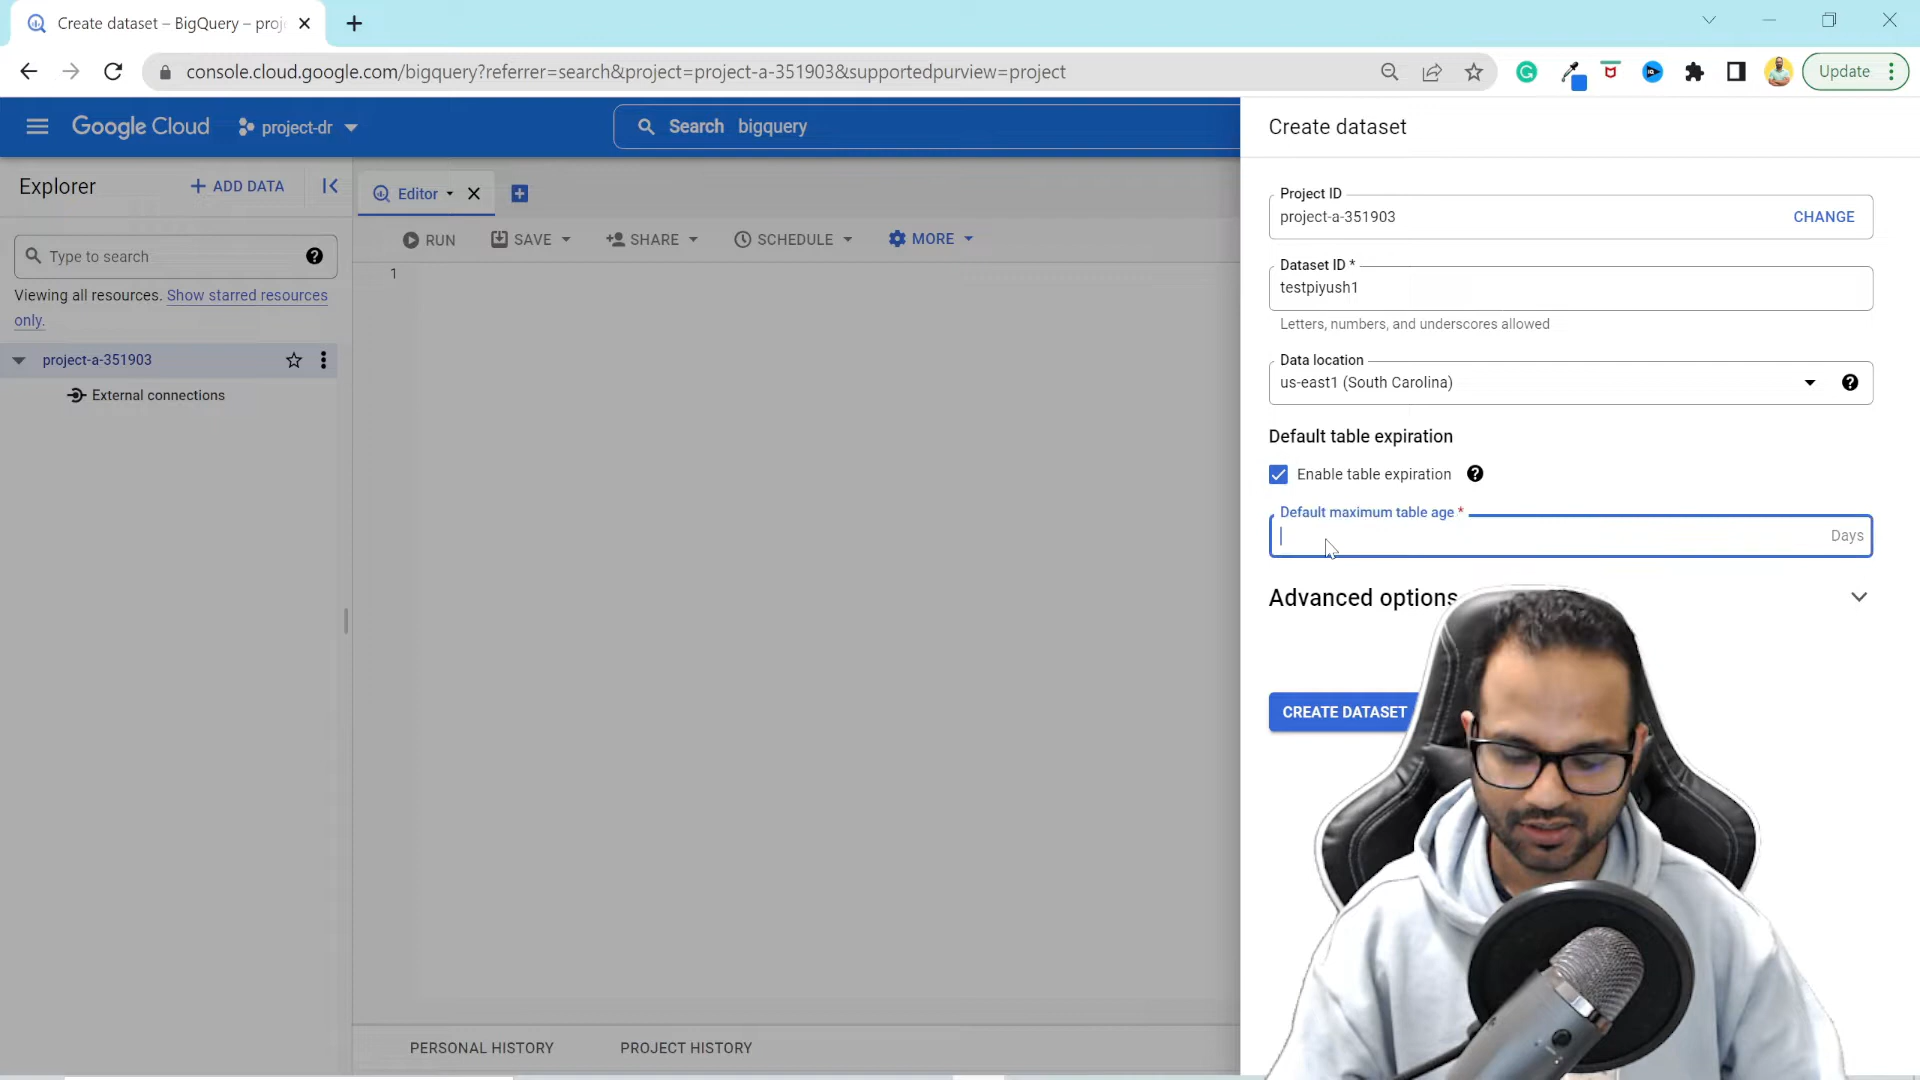 Create dataset – BigQuery – proj
console.cloud.google.com/bigquery?referrer=search&project=project-a-351903&supportedpurview=project
Update
Google Cloud
project-dr
Search bigquery
Create dataset
Explorer
+ ADD DATA
Editor
RUN
SAVE
SHARE
SCHEDULE
MORE
Type to search
Viewing all resources. Show starred resources
only.
project-a-351903
External connections
1
Project ID
project-a-351903
CHANGE
Dataset ID *
testpiyush1
Letters, numbers, and underscores allowed
Data location
us-east1 (South Carolina)
Default table expiration
Enable table expiration
Default maximum table age *
Days
Advanced options
CREATE DATASET
PERSONAL HISTORY
PROJECT HISTORY